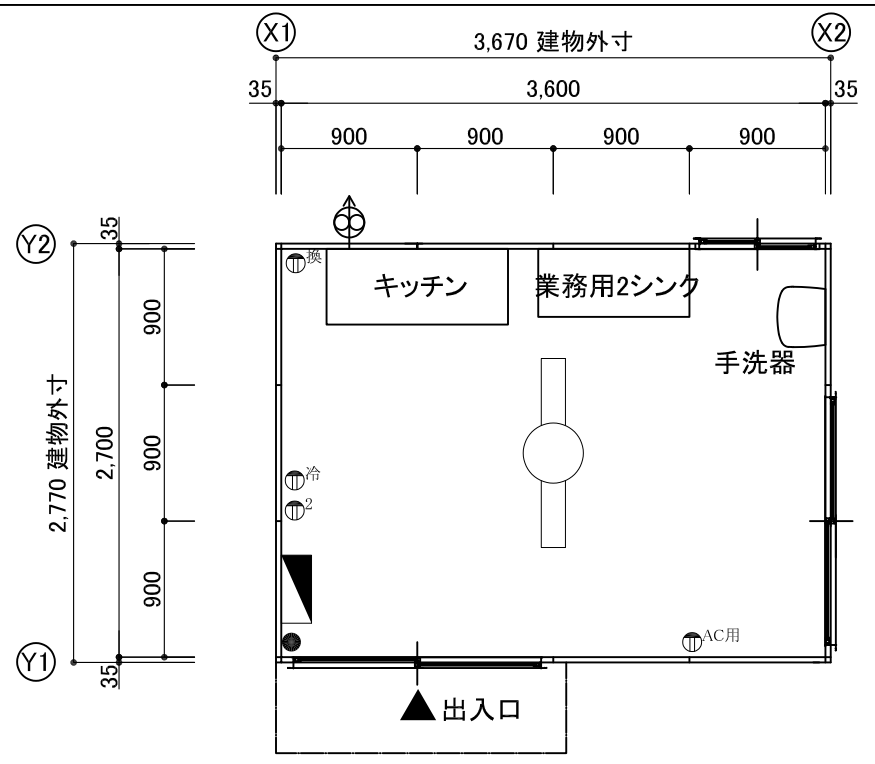 X1
X2
3,670 建物外寸
35
3,600
35
900
900
900
900
Y2
35
換
キッチン
業務用2シンク
手洗器
900
900
900
2,700
2,770 建物外寸
冷
2
AC用
Y1
35
出入口